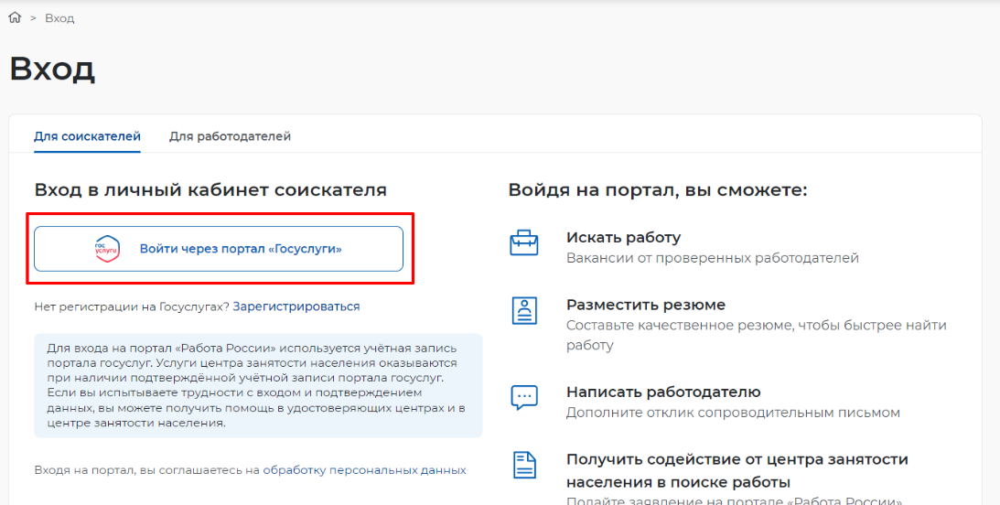 > Вход
Вход
Для соискателей Для работодателей
Вход в личный кабинет соискателя
гос
услуги
Войти через портал «Госуслуги»
Нет регистрации на Госуслугах? Зарегистрироваться
Для входа на портал «Работа России» используется учётная запись
портала госуслуг. Услуги центра занятости населения оказываются
при наличии подтверждённой учётной записи портала госуслуг.
Если вы испытываете трудности с входом и подтверждением
данных, вы можете получить помощь в удостоверяющих центрах и в
центре занятости населения.
Входя на портал, вы соглашаетесь на обработку персональных данных
Войдя на портал, вы сможете:
Искать работу
Вакансии от проверенных работодателей
Разместить резюме
Составьте качественное резюме, чтобы быстрее найти
работу
Написать работодателю
Дополните отклик сопроводительным письмом
Получить содействие от центра занятости
населения в поиске работы
Подайте заявление на портале «Работа России»